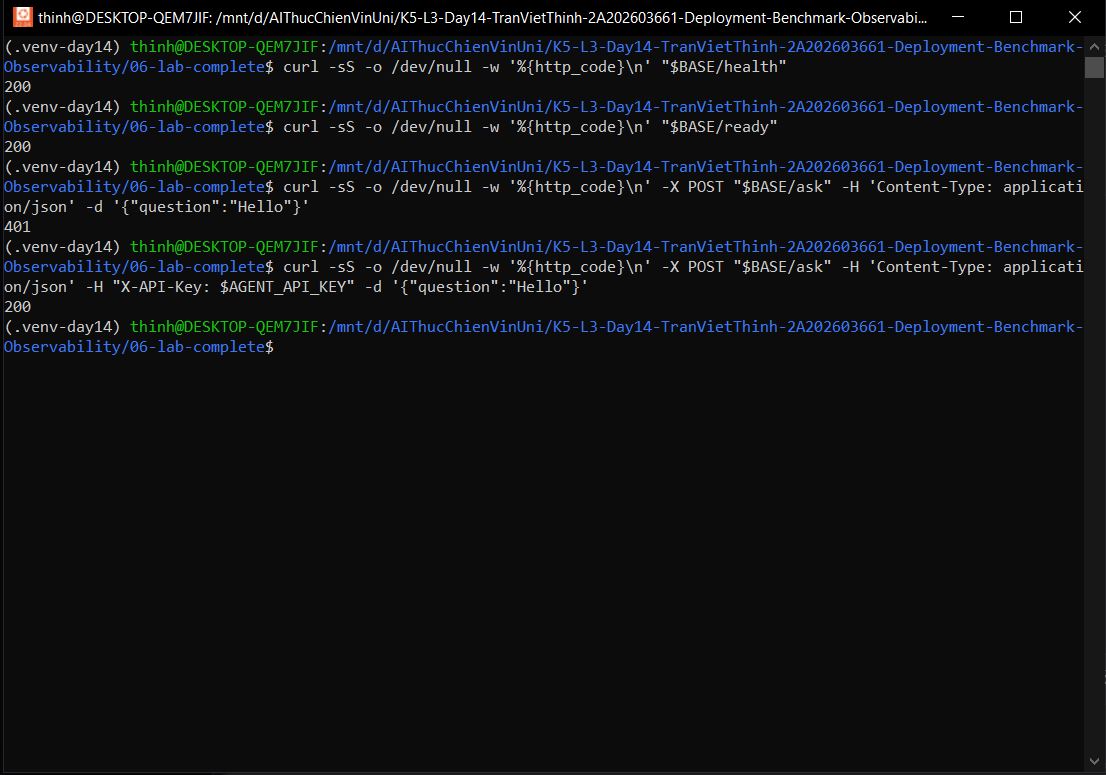 thinh@DESKTOP-QEM7JIF: /mnt/d/AIThucChienVinUni/K5-L3-Day14-TranVietThinh-2A202603661-Deployment-Benchmark-Observabi...
(.venv-day14) thinh@DESKTOP-QEM7JIF:/mnt/d/AIThucChienVinUni/K5-L3-Day14-TranVietThinh-2A202603661-Deployment-Benchmark-
Observability/06-lab-complete$ curl -sS -o /dev/null -w '%{http_code}\n' "$BASE/health"
200
(.venv-day14) thinh@DESKTOP-QEM7JIF:/mnt/d/AIThucChienVinUni/K5-L3-Day14-TranVietThinh-2A202603661-Deployment-Benchmark-
Observability/06-lab-complete$ curl -sS -o /dev/null -w '%{http_code}\n' "$BASE/ready"
200
(.venv-day14) thinh@DESKTOP-QEM7JIF:/mnt/d/AIThucChienVinUni/K5-L3-Day14-TranVietThinh-2A202603661-Deployment-Benchmark-
Observability/06-lab-complete$ curl -sS -o /dev/null -w '%{http_code}\n' -X POST "$BASE/ask" -H 'Content-Type: applicati
on/json' -d '{"question":"Hello"}'
401
(.venv-day14) thinh@DESKTOP-QEM7JIF:/mnt/d/AIThucChienVinUni/K5-L3-Day14-TranVietThinh-2A202603661-Deployment-Benchmark-
Observability/06-lab-complete$ curl -sS -o /dev/null -w '%{http_code}\n' -X POST "$BASE/ask" -H 'Content-Type: applicati
on/json' -H "X-API-Key: $AGENT_API_KEY" -d '{"question":"Hello"}'
200
(.venv-day14) thinh@DESKTOP-QEM7JIF:/mnt/d/AIThucChienVinUni/K5-L3-Day14-TranVietThinh-2A202603661-Deployment-Benchmark-
Observability/06-lab-complete$